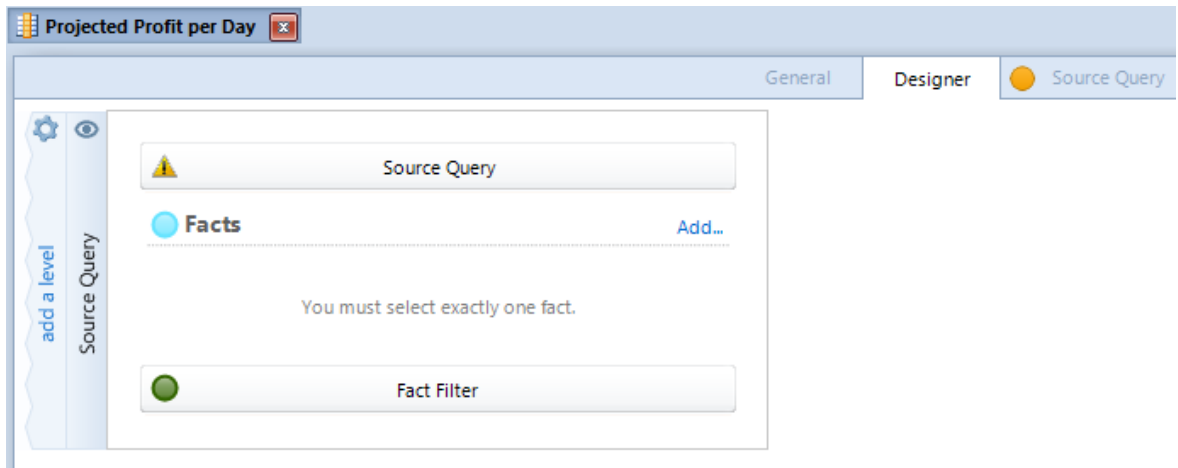 Projected Profit per Day
General
Designer
Source Query
add a level
Source Query
Source Query
Facts
Add...
You must select exactly one fact.
Fact Filter